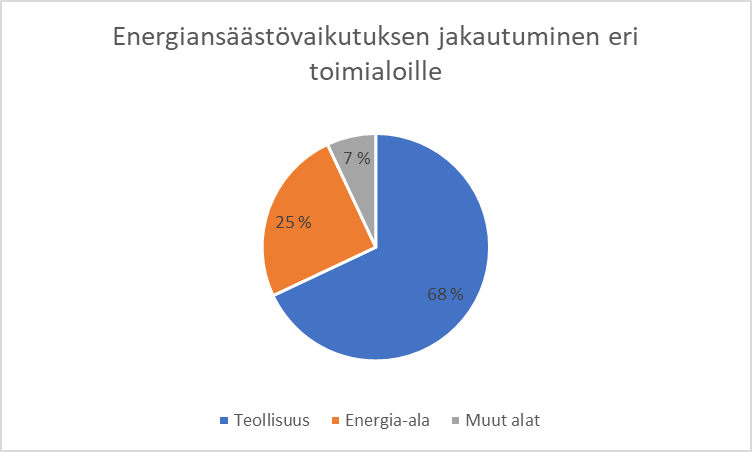 Energiansäästövaikutuksen jakautuminen eri
toimialoille
7 %
25 %
68 %
Teollisuus Energia-ala Muut alat